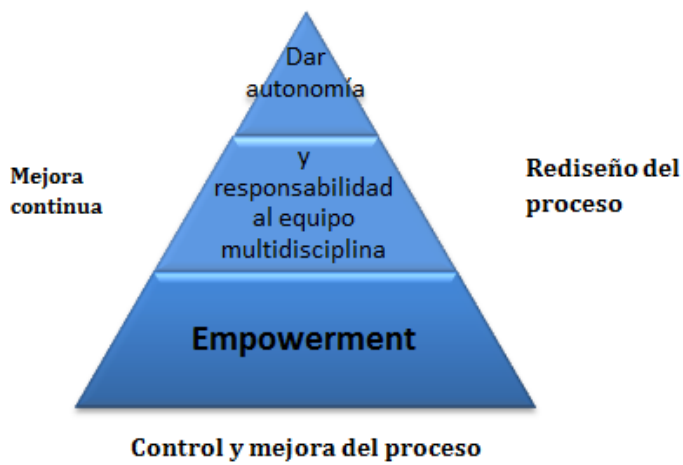 Dar
autonomía
y
responsabilidad
al equipo
multidisciplina
Empowerment
Mejora
continua
Rediseño del
proceso
Control y mejora del proceso